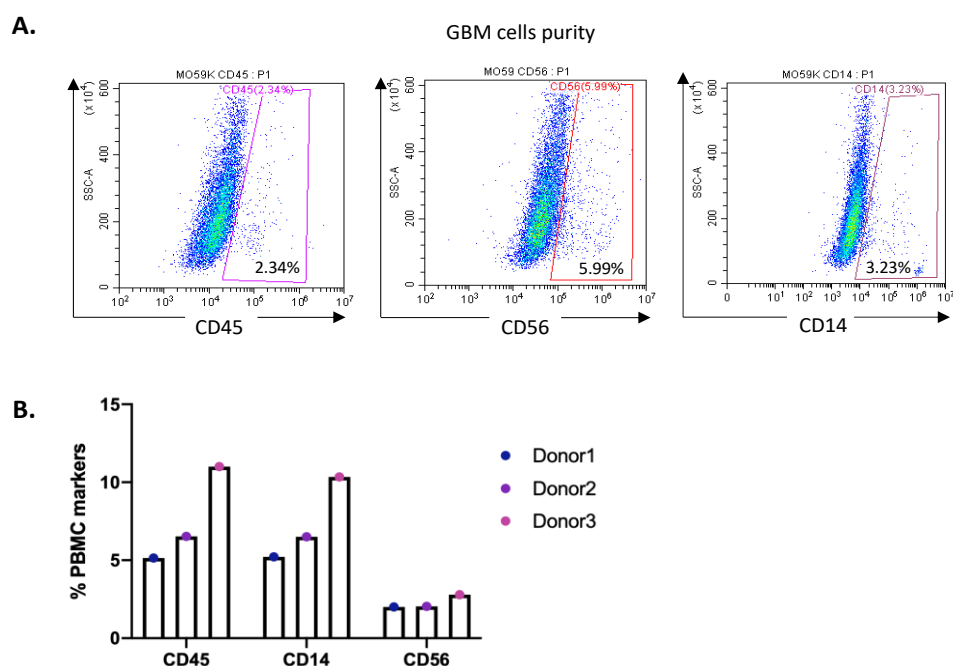 A.
GBM cells purity
MO59K CD45 : P1
CD45(2.34%)
(x 10⁴)
600
400
200
0
SSC-A
2.34%
10² 10³ 10⁴ 10⁵ 10⁶ 10⁷
CD45
MO59 CD56 : P1
CD56(5.99%)
(x 10⁴)
600
400
200
0
SSC-A
5.99%
10² 10³ 10⁴ 10⁵ 10⁶ 10⁷
CD56
MO59K CD14 : P1
CD14(3.23%)
(x 10⁴)
600
400
200
0
SSC-A
3.23%
0 10¹ 10² 10³ 10⁴ 10⁵ 10⁶ 10⁷
CD14
B.
% PBMC markers
15
10
5
0
CD45 CD14 CD56
Donor1
Donor2
Donor3